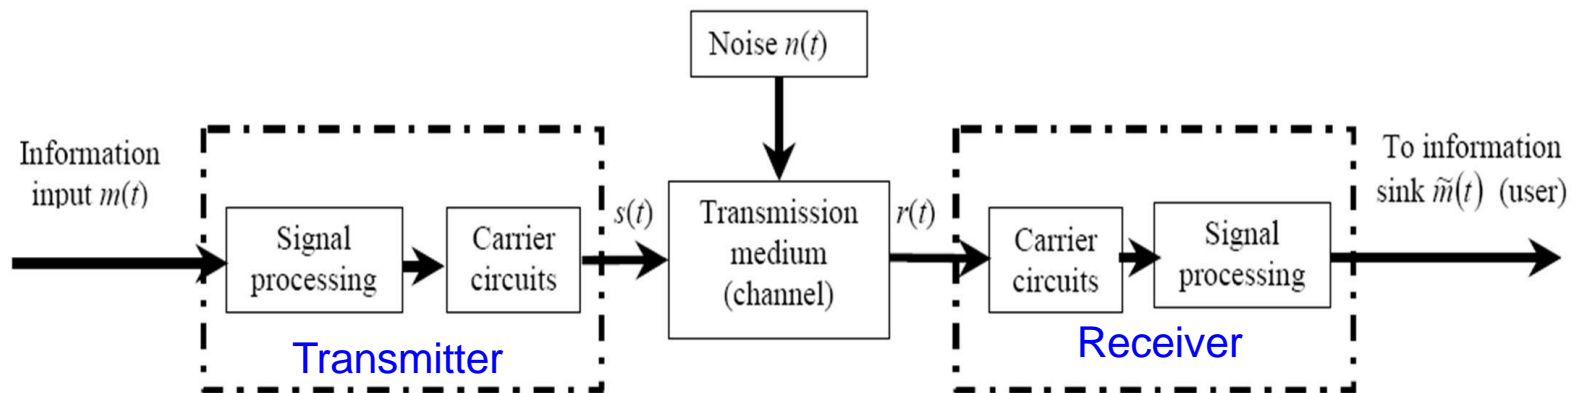 Noise n(t)
Information
input m(t)
Signal
processing
Carrier
circuits
Transmitter
s(t)
Transmission
medium
(channel)
r(t)
Carrier
circuits
Signal
processing
Receiver
To information
sink m̃(t) (user)